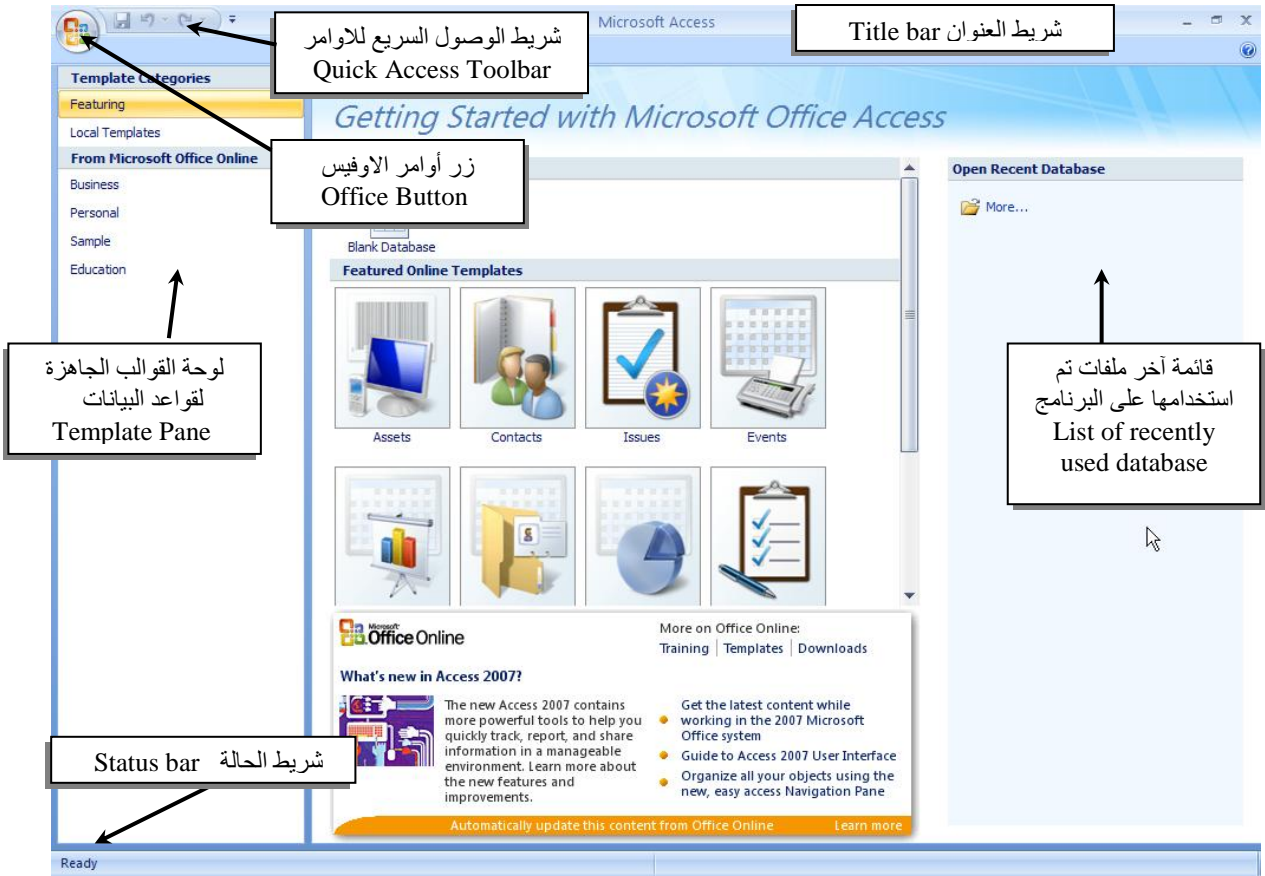 Microsoft Access
شريط العنوان Title bar
شريط الوصول السريع للاوامر
Quick Access Toolbar
Template Categories
Featuring
Local Templates
From Microsoft Office Online
Business
Personal
Sample
Education
Getting Started with Microsoft Office Access
زر أوامر الاوفيس
Office Button
Blank Database
Featured Online Templates
Assets
Contacts
Issues
Events
Open Recent Database
More...
لوحة القوالب الجاهزة
لقواعد البيانات
Template Pane
قائمة آخر ملفات تم
استخدامها على البرنامج
List of recently
used database
Microsoft
Office Online
More on Office Online:
Training | Templates | Downloads
What's new in Access 2007?
The new Access 2007 contains
more powerful tools to help you
quickly track, report, and share
information in a manageable
environment. Learn more about
the new features and
improvements.
Get the latest content while
working in the 2007 Microsoft
Office system
Guide to Access 2007 User Interface
Organize all your objects using the
new, easy access Navigation Pane
Automatically update this content from Office Online
Learn more
شريط الحالة Status bar
Ready